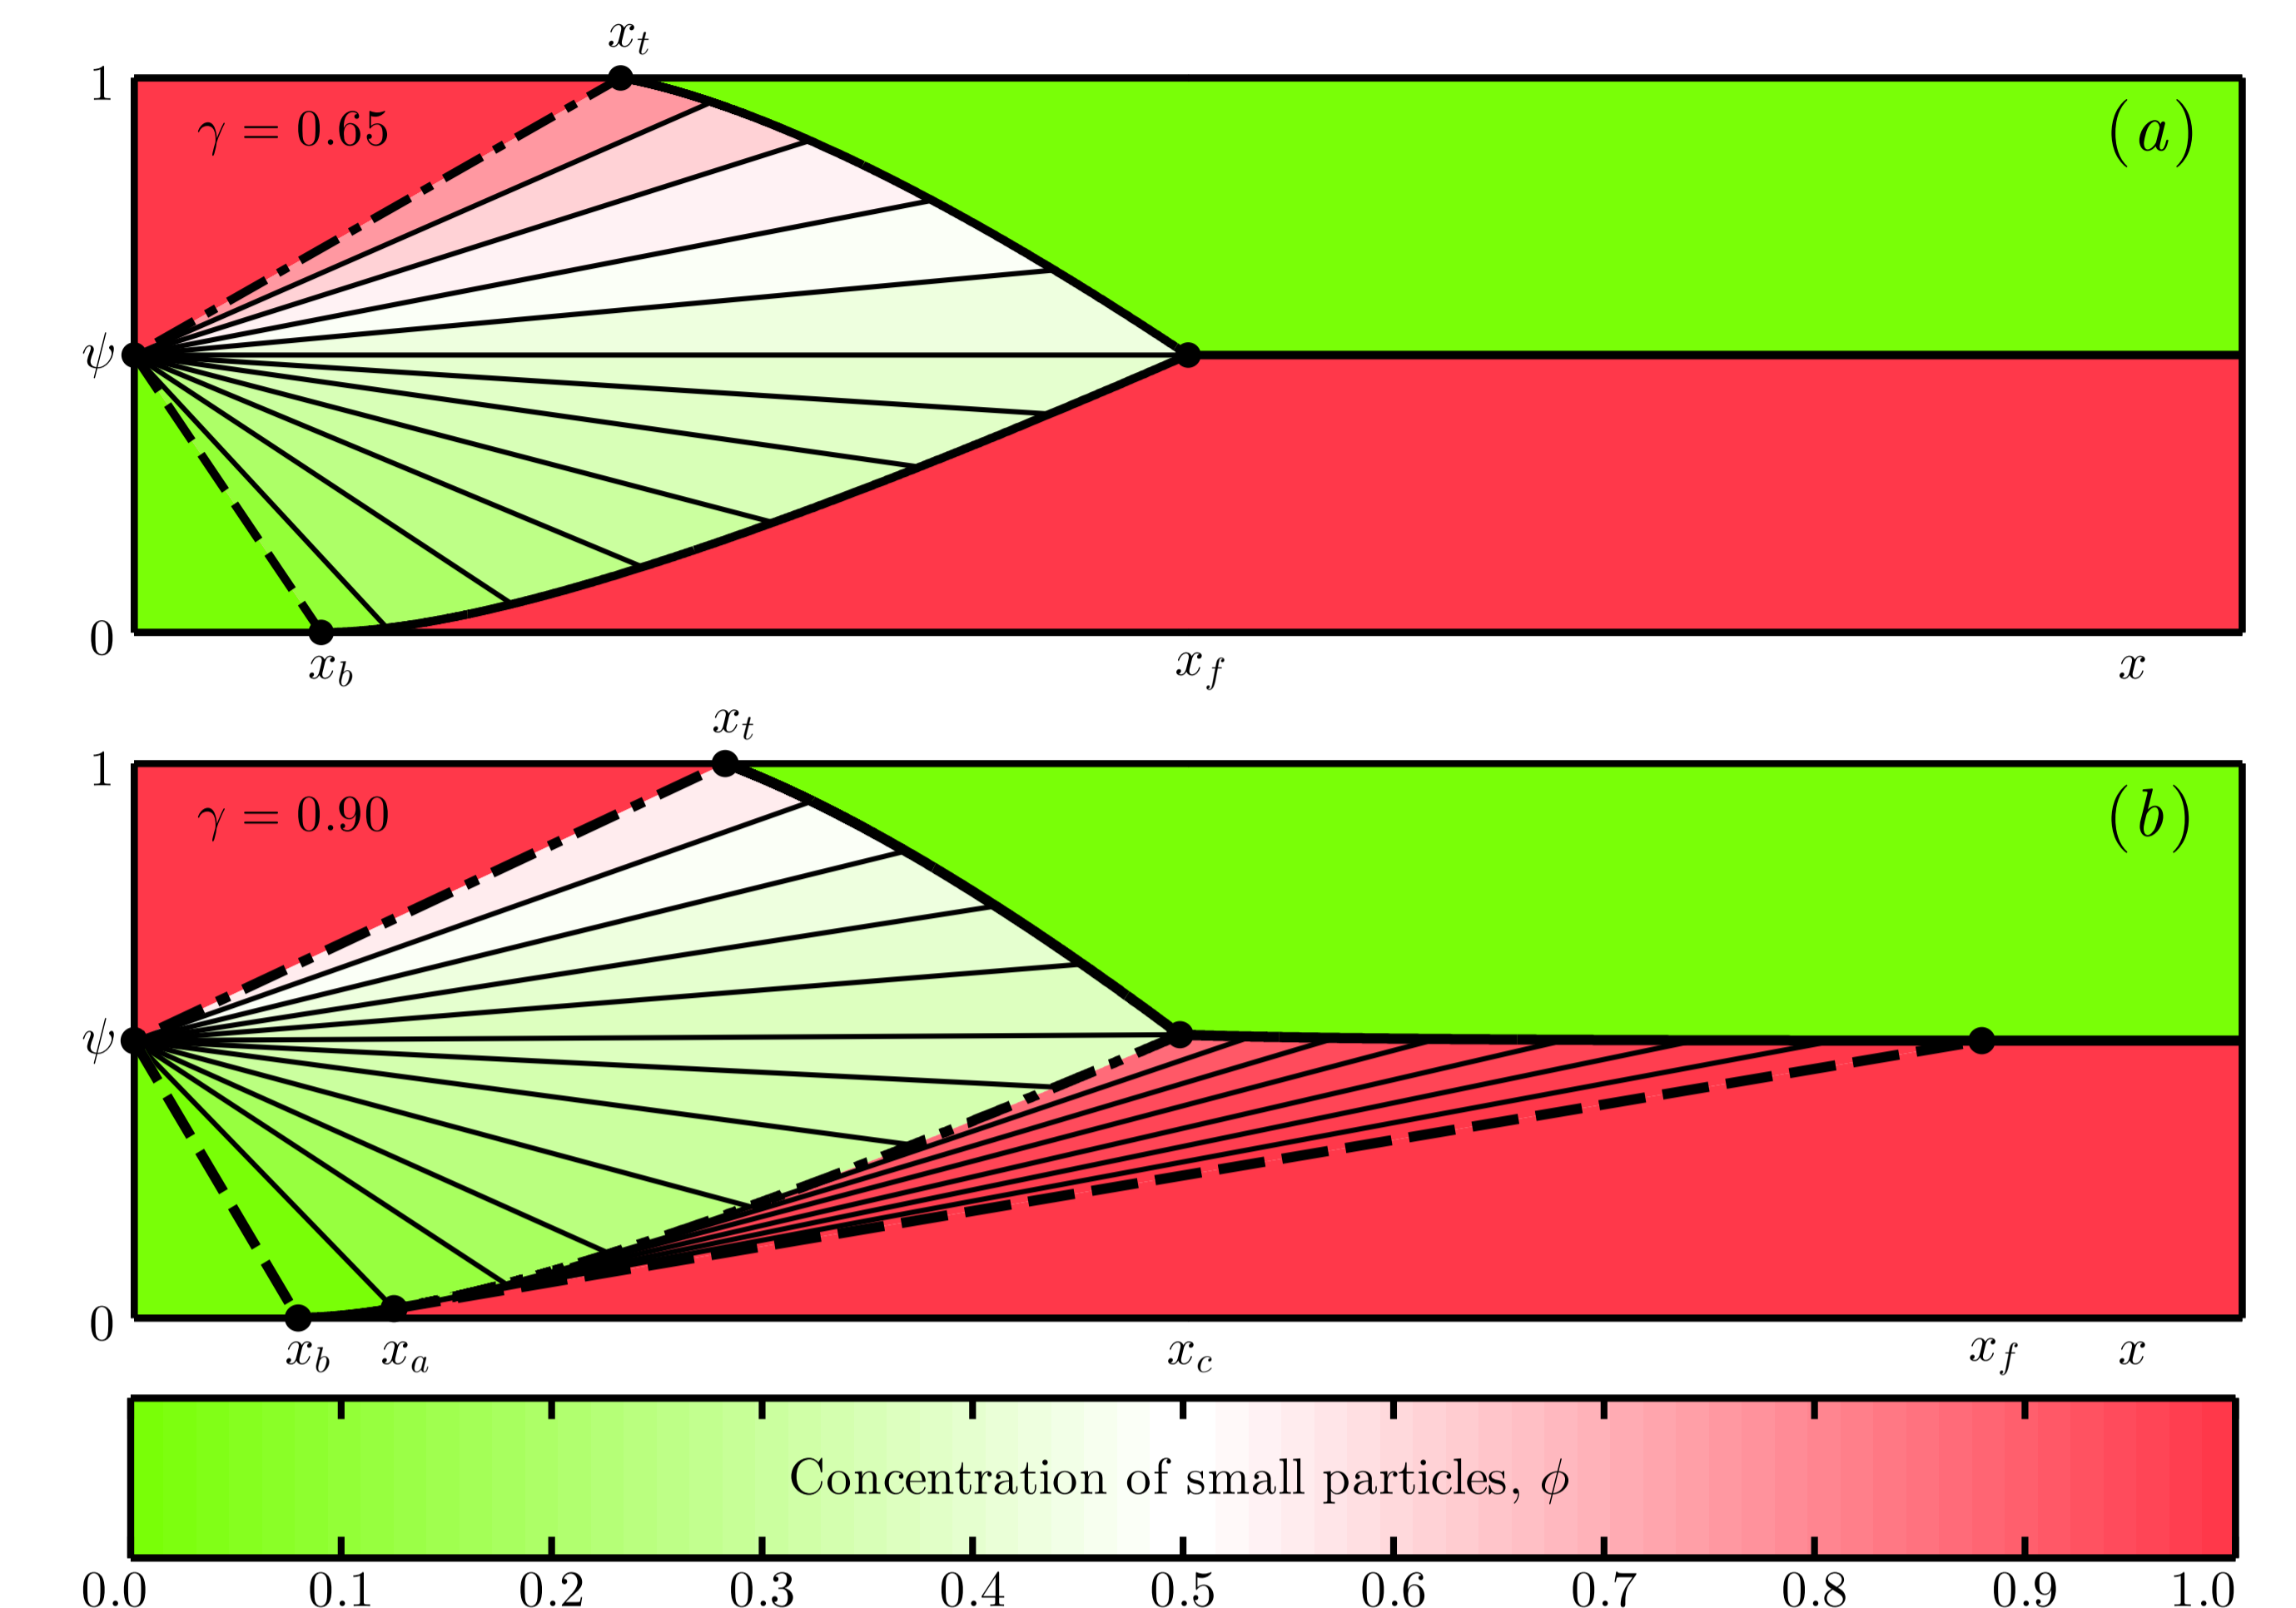 x_t
1
γ = 0.65
(a)
ψ
0
x_b
x_f
x
x_t
1
γ = 0.90
(b)
ψ
0
x_b
x_a
x_c
x_f
x
Concentration of small particles, ϕ
0.0 0.1 0.2 0.3 0.4 0.5 0.6 0.7 0.8 0.9 1.0